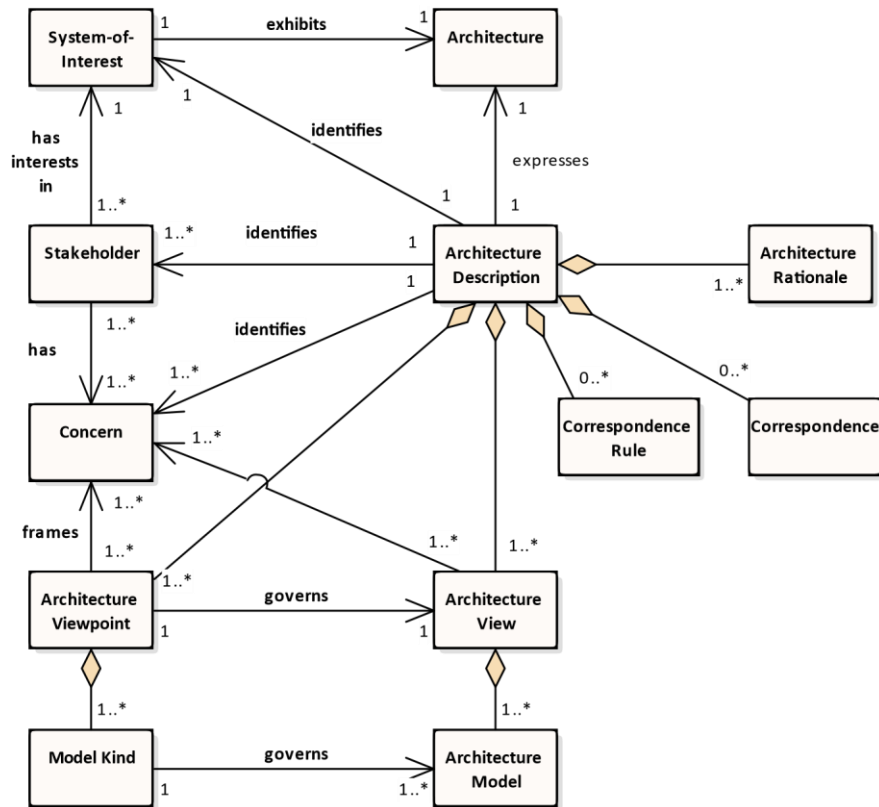 System-of-
Interest
1
exhibits
1
Architecture
1
1
1
has
interests
in
identifies
expresses
1..*
1
1
Stakeholder
1..*
identifies
1
Architecture
Description
Architecture
Rationale
1..*
1..*
has
identifies
1
1..*
1..*
0..*
0..*
Concern
1..*
Correspondence
Rule
Correspondence
1..*
frames
1..*
1..*
1..*
1..*
Architecture
Viewpoint
governs
Architecture
View
1
1
1..*
1..*
Model Kind
governs
Architecture
Model
1
1..*